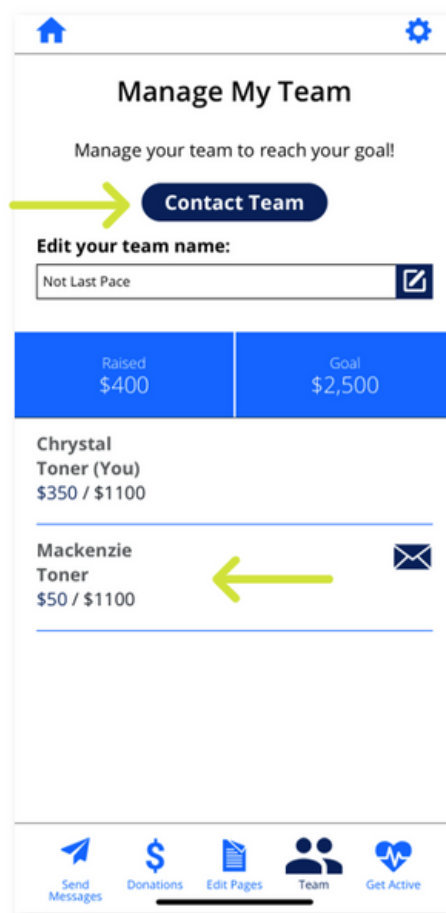 Manage My Team
Manage your team to reach your goal!
Contact Team
Edit your team name:
Not Last Pace
Raised
$400
Goal
$2,500
Chrystal
Toner (You)
$350 / $1100
Mackenzie
Toner
$50 / $1100
Send
Messages
Donations
Edit Pages
Team
Get Active